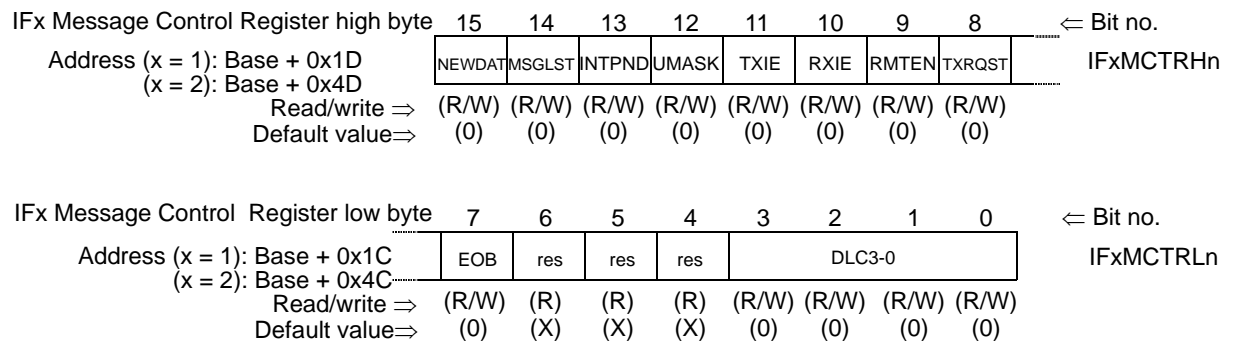 IFx Message Control Register high byte 15 14 13 12 11 10 9 8 ⇐ Bit no.
Address (x = 1): Base + 0x1D NEWDAT MSGLST INTPND UMASK TXIE RXIE RMTEN TXRQST IFxMCTRHn
(x = 2): Base + 0x4D
Read/write ⇒ (R/W) (R/W) (R/W) (R/W) (R/W) (R/W) (R/W) (R/W)
Default value⇒ (0) (0) (0) (0) (0) (0) (0) (0)
IFx Message Control Register low byte 7 6 5 4 3 2 1 0 ⇐ Bit no.
Address (x = 1): Base + 0x1C EOB res res res DLC3-0 IFxMCTRLn
(x = 2): Base + 0x4C
Read/write ⇒ (R/W) (R) (R) (R) (R/W) (R/W) (R/W) (R/W)
Default value⇒ (0) (X) (X) (X) (0) (0) (0) (0)